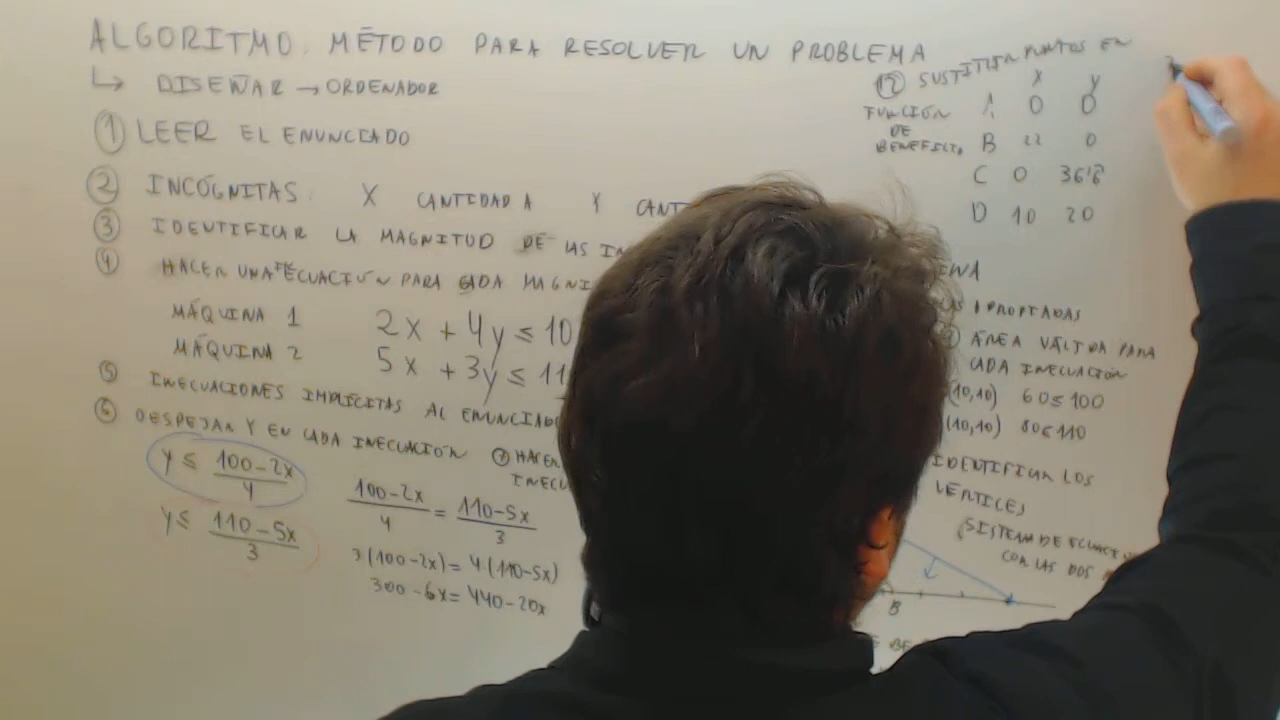 ALGORITMO. MÉTODO PARA RESOLVER UN PROBLEMA
↳ DISEÑAR → ORDENADOR
① LEER EL ENUNCIADO
② INCÓGNITAS: X CANTIDAD A Y CANT
③ IDENTIFICAR LA MAGNITUD DE LAS IN
④ HACER UNA ECUACIÓN PARA CADA MAGNI
MÁQUINA 1 2x + 4y ≤ 10
MÁQUINA 2 5x + 3y ≤ 11
⑤ INECUACIONES IMPLÍCITAS AL ENUNCIADO
⑥ DESPEJAR Y EN CADA INECUACIÓN
y ≤ (100-2x)/4
y ≤ (110-5x)/3
⑦ HACER
INECU
(100-2x)/4 = (110-5x)/3
3(100-2x) = 4(110-5x)
300-6x = 440-20x
⑫ SUSTITUIR PUNTOS EN
FUNCIÓN
DE
BENEFICIO
X Y
A 0 0
B 22 0
C 0 36'6
D 10 20
APROPIADAS
ÁREA VÁLIDA PARA
CADA INECUACIÓN
(10,10) 60≤100
(10,10) 80≤110
IDENTIFICAR LOS
VÉRTICES
(SISTEMA DE ECUACI
CON LAS DOS
B